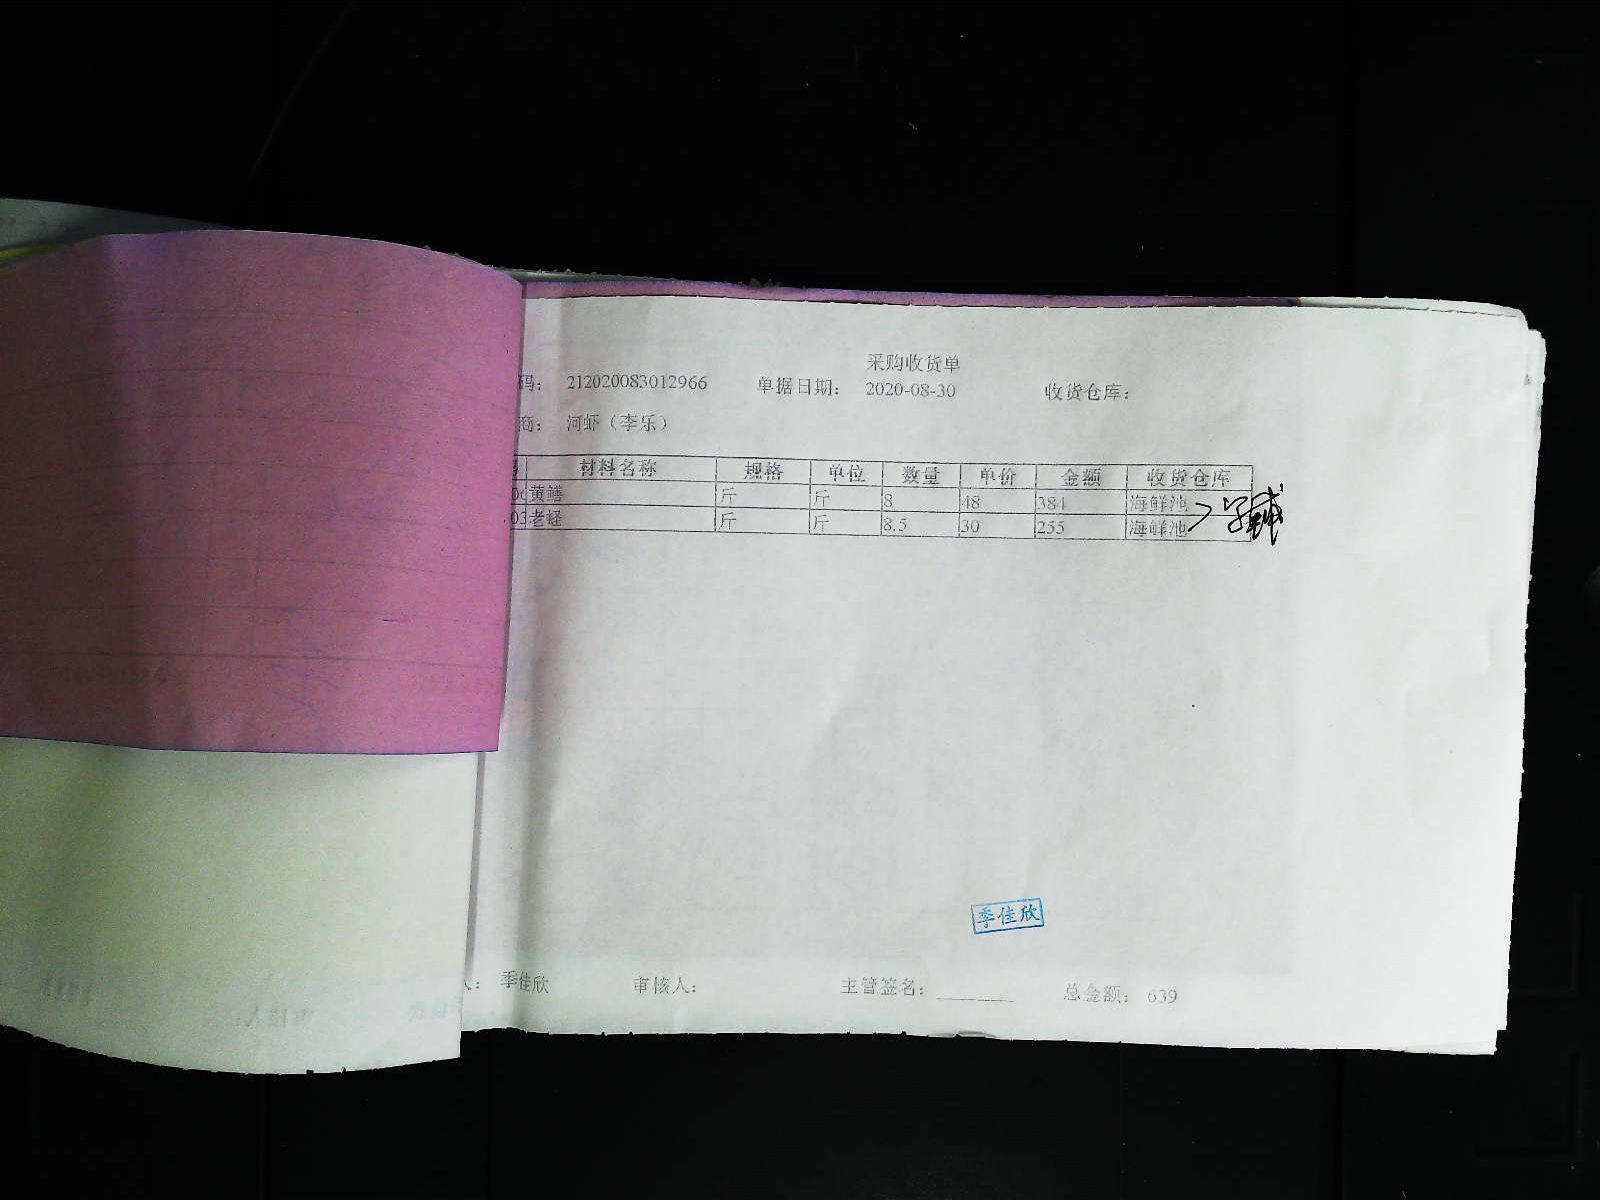 采购收货单
码： 212020083012966 单据日期： 2020-08-30 收货仓库：
商： 河虾（李乐）
材料名称 规格 单位 数量 单价 金额 收货仓库
黄鳝 斤 斤 8 48 384 海鲜池
03 老蛏 斤 斤 8.5 30 255 海鲜池
季佳欣
人： 季佳欣 审核人： 主管签名： 总金额： 639